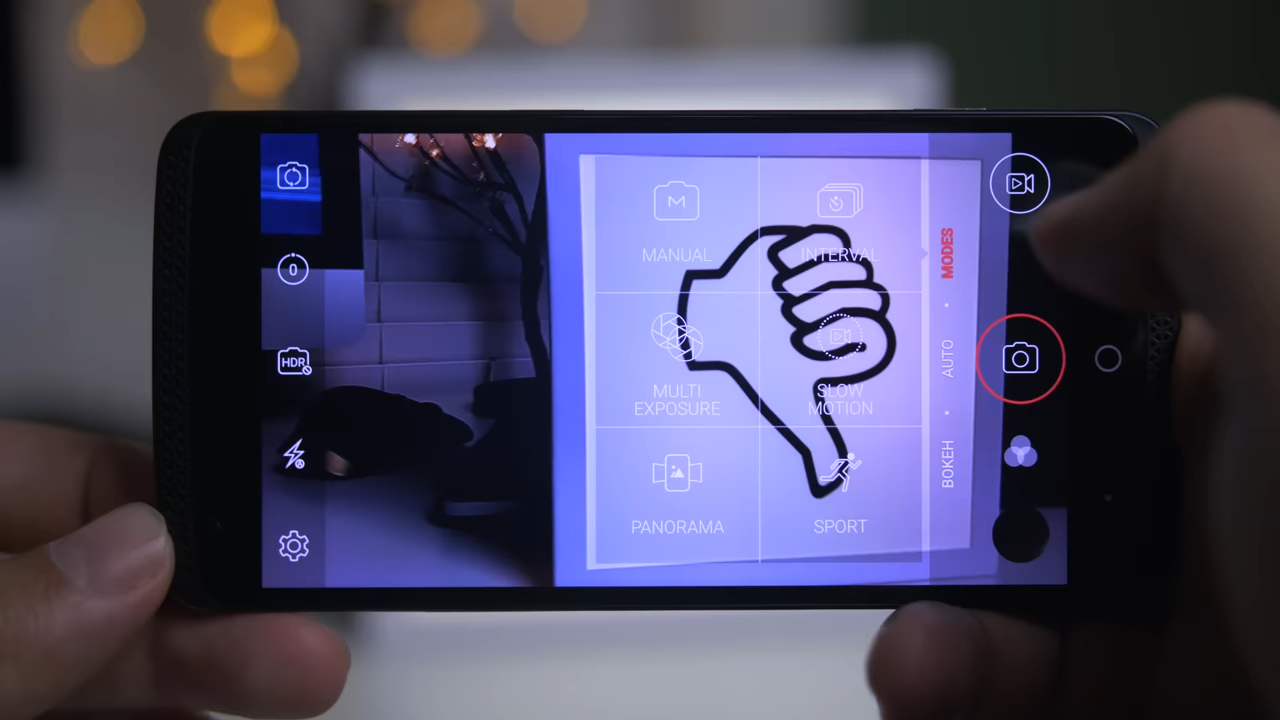 0
HDR
MANUAL
INTERVAL
MULTI
EXPOSURE
SLOW
MOTION
PANORAMA
SPORT
MODES
AUTO
BOKEH